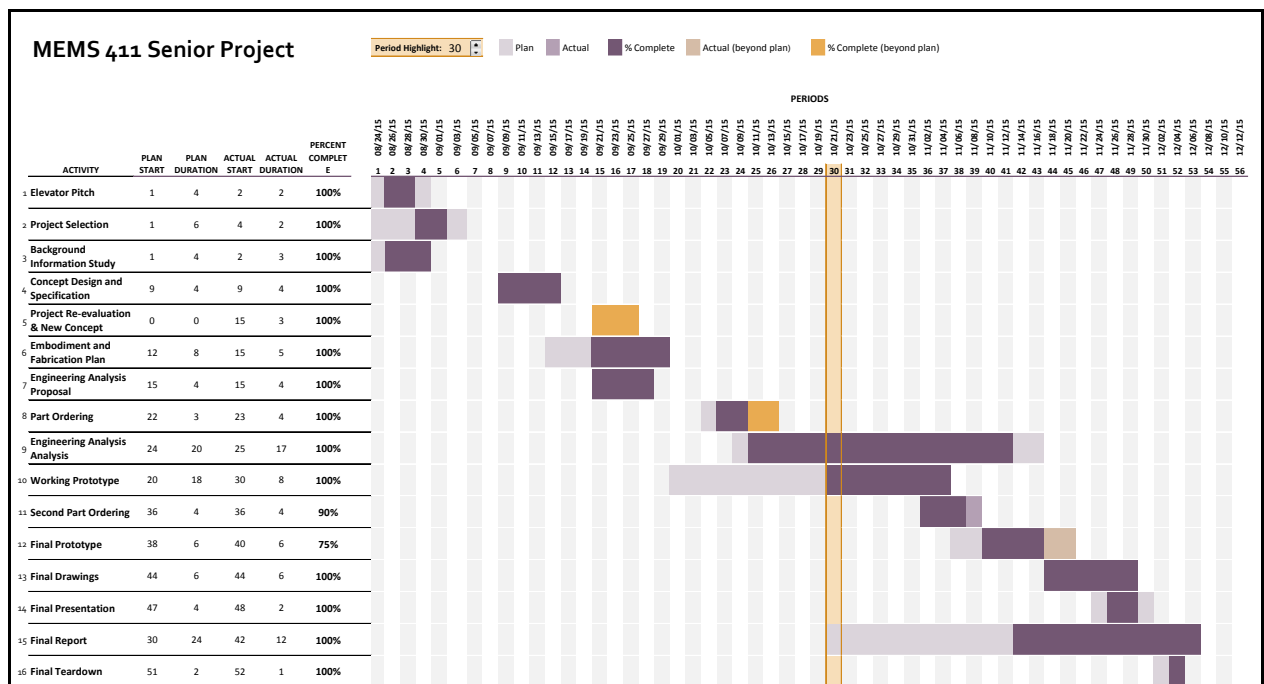 MEMS 411 Senior Project
Period Highlight: 30
Plan
Actual
% Complete
Actual (beyond plan)
% Complete (beyond plan)
PERIODS
08/24/15 08/26/15 08/28/15 08/30/15 09/01/15 09/03/15 09/05/15 09/07/15 09/09/15 09/11/15 09/13/15 09/15/15 09/17/15 09/19/15 09/21/15 09/23/15 09/25/15 09/27/15 09/29/15 10/01/15 10/03/15 10/05/15 10/07/15 10/09/15 10/11/15 10/13/15 10/15/15 10/17/15 10/19/15 10/21/15 10/23/15 10/25/15 10/27/15 10/29/15 10/31/15 11/02/15 11/04/15 11/06/15 11/08/15 11/10/15 11/12/15 11/14/15 11/16/15 11/18/15 11/20/15 11/22/15 11/24/15 11/26/15 11/28/15 11/30/15 12/02/15 12/04/15 12/06/15 12/08/15 12/10/15 12/12/15
ACTIVITY
PLAN
START
PLAN
DURATION
ACTUAL
START
ACTUAL
DURATION
PERCENT
COMPLET
E
1 2 3 4 5 6 7 8 9 10 11 12 13 14 15 16 17 18 19 20 21 22 23 24 25 26 27 28 29 30 31 32 33 34 35 36 37 38 39 40 41 42 43 44 45 46 47 48 49 50 51 52 53 54 55 56
1 Elevator Pitch 1 4 2 2 100%
2 Project Selection 1 6 4 2 100%
3 Background
Information Study 1 4 2 3 100%
4 Concept Design and
Specification 9 4 9 4 100%
5 Project Re-evaluation
& New Concept 0 0 15 3 100%
6 Embodiment and
Fabrication Plan 12 8 15 5 100%
7 Engineering Analysis
Proposal 15 4 15 4 100%
8 Part Ordering 22 3 23 4 100%
9 Engineering Analysis
Analysis 24 20 25 17 100%
10 Working Prototype 20 18 30 8 100%
11 Second Part Ordering 36 4 36 4 90%
12 Final Prototype 38 6 40 6 75%
13 Final Drawings 44 6 44 6 100%
14 Final Presentation 47 4 48 2 100%
15 Final Report 30 24 42 12 100%
16 Final Teardown 51 2 52 1 100%